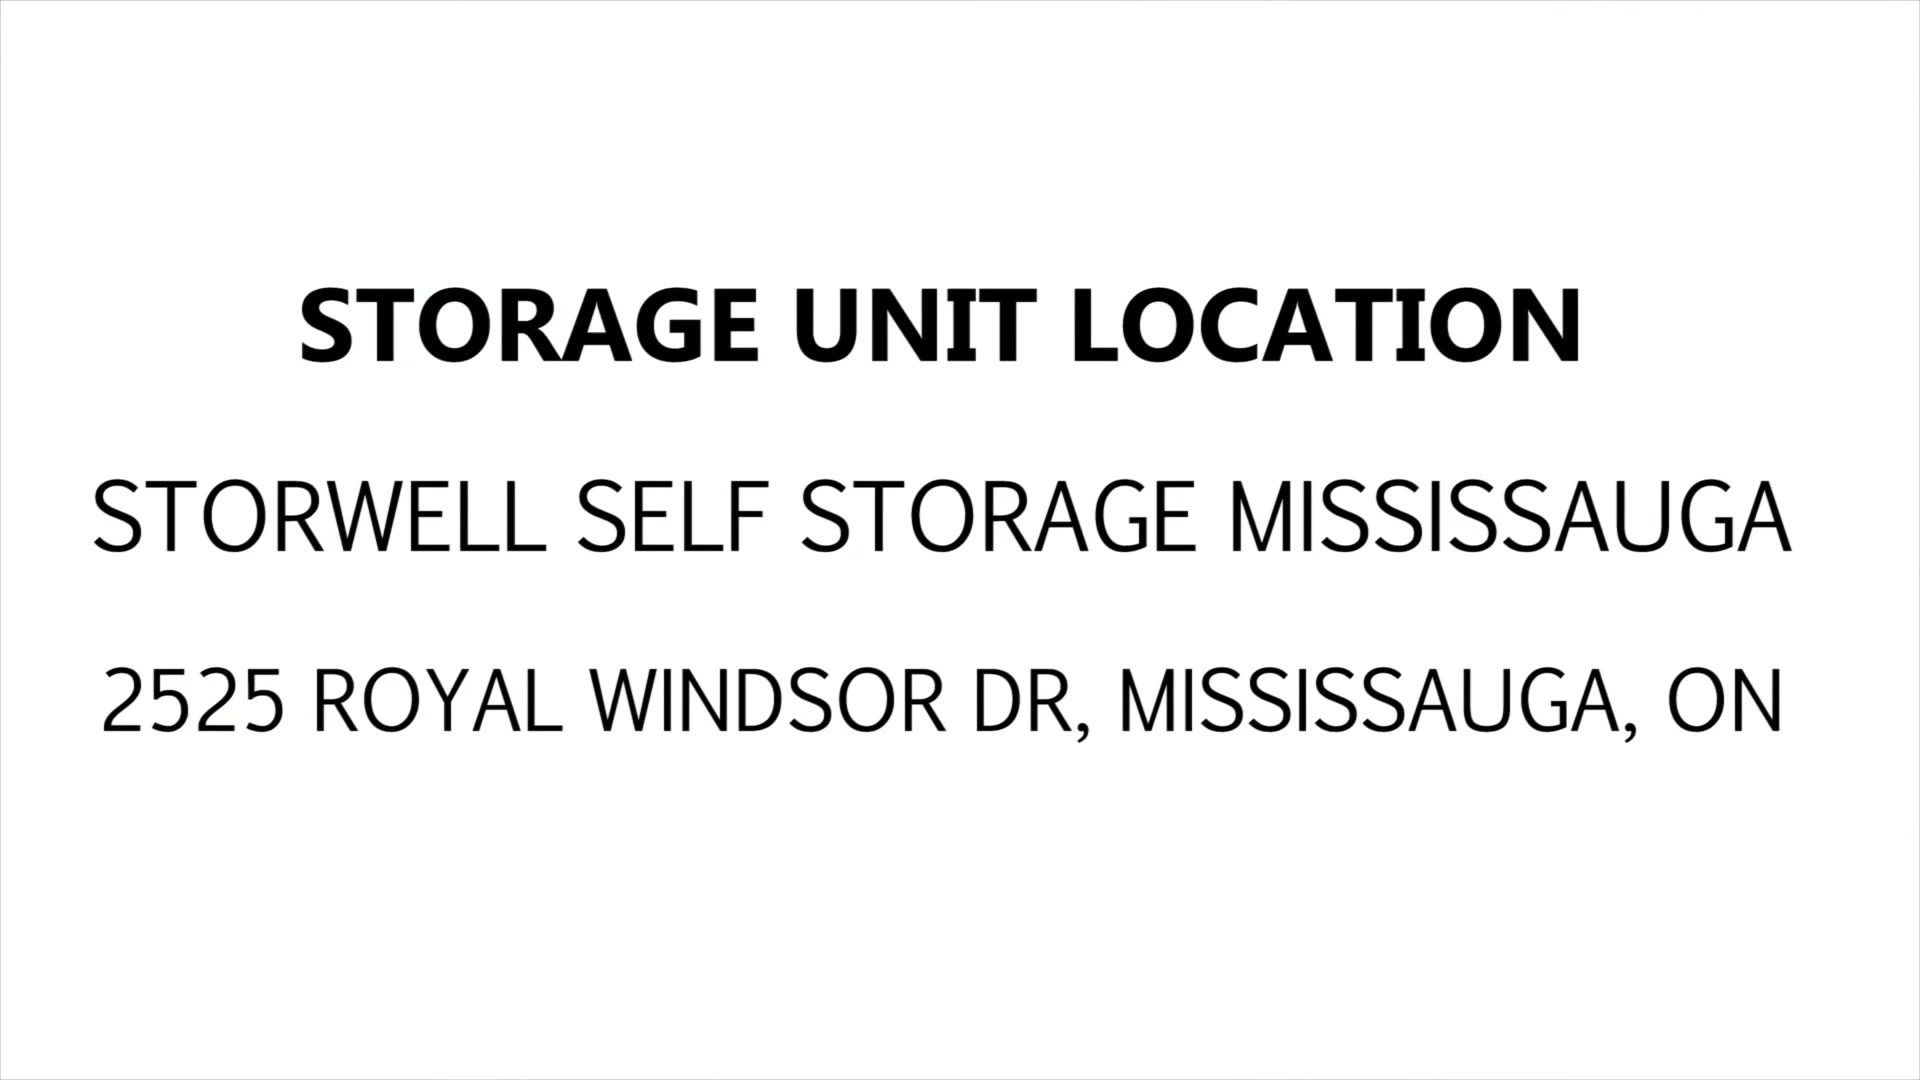 STORAGE UNIT LOCATION
STORWELL SELF STORAGE MISSISSAUGA
2525 ROYAL WINDSOR DR, MISSISSAUGA, ON